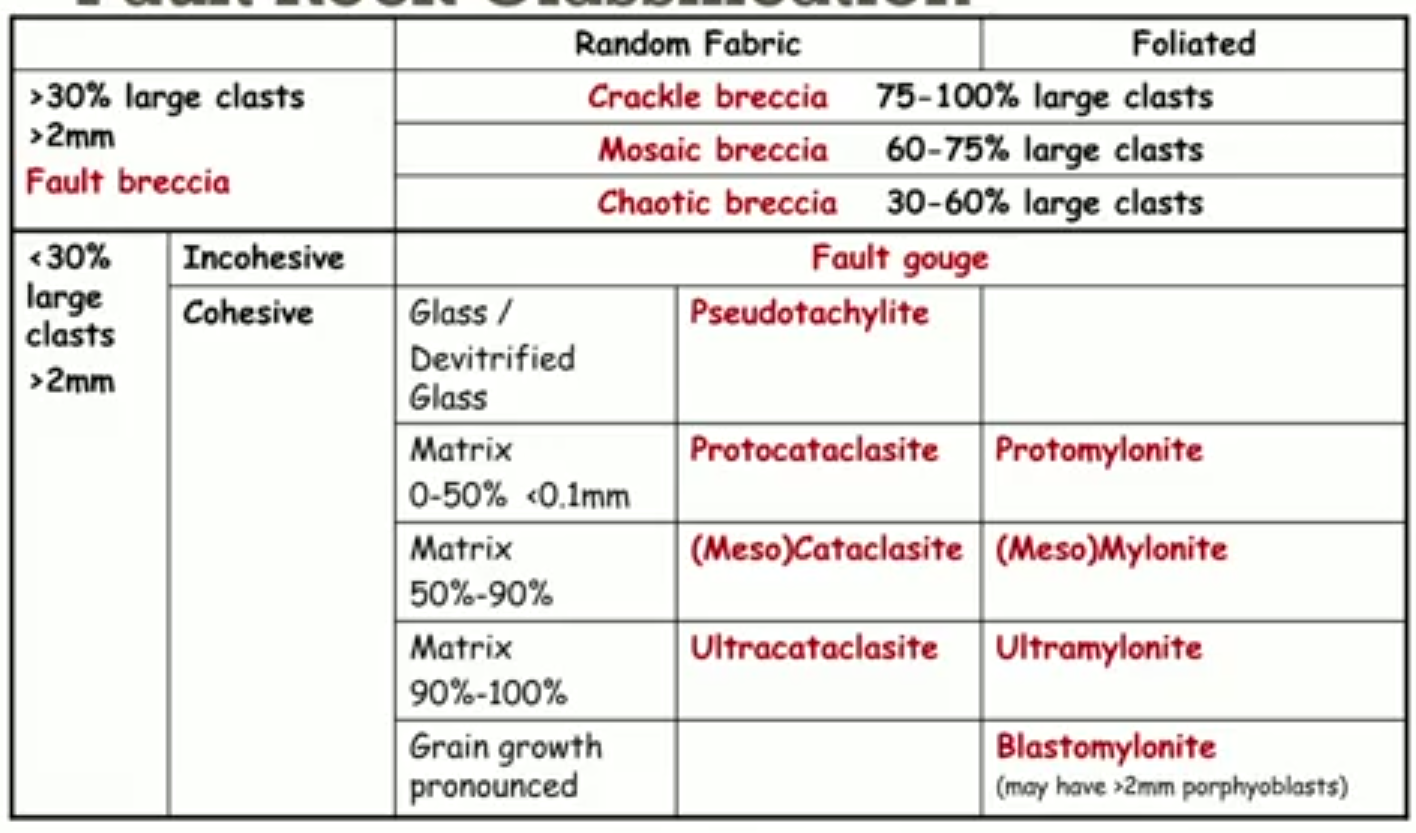 Fault Rock Classification
Random Fabric
Foliated
>30% large clasts
>2mm
Fault breccia
Crackle breccia 75-100% large clasts
Mosaic breccia 60-75% large clasts
Chaotic breccia 30-60% large clasts
<30%
large
clasts
>2mm
Incohesive
Fault gouge
Cohesive
Glass /
Devitrified
Glass
Pseudotachylite
Matrix
0-50% <0.1mm
Protocataclasite
Protomylonite
Matrix
50%-90%
(Meso)Cataclasite
(Meso)Mylonite
Matrix
90%-100%
Ultracataclasite
Ultramylonite
Grain growth
pronounced
Blastomylonite
(may have >2mm porphyoblasts)